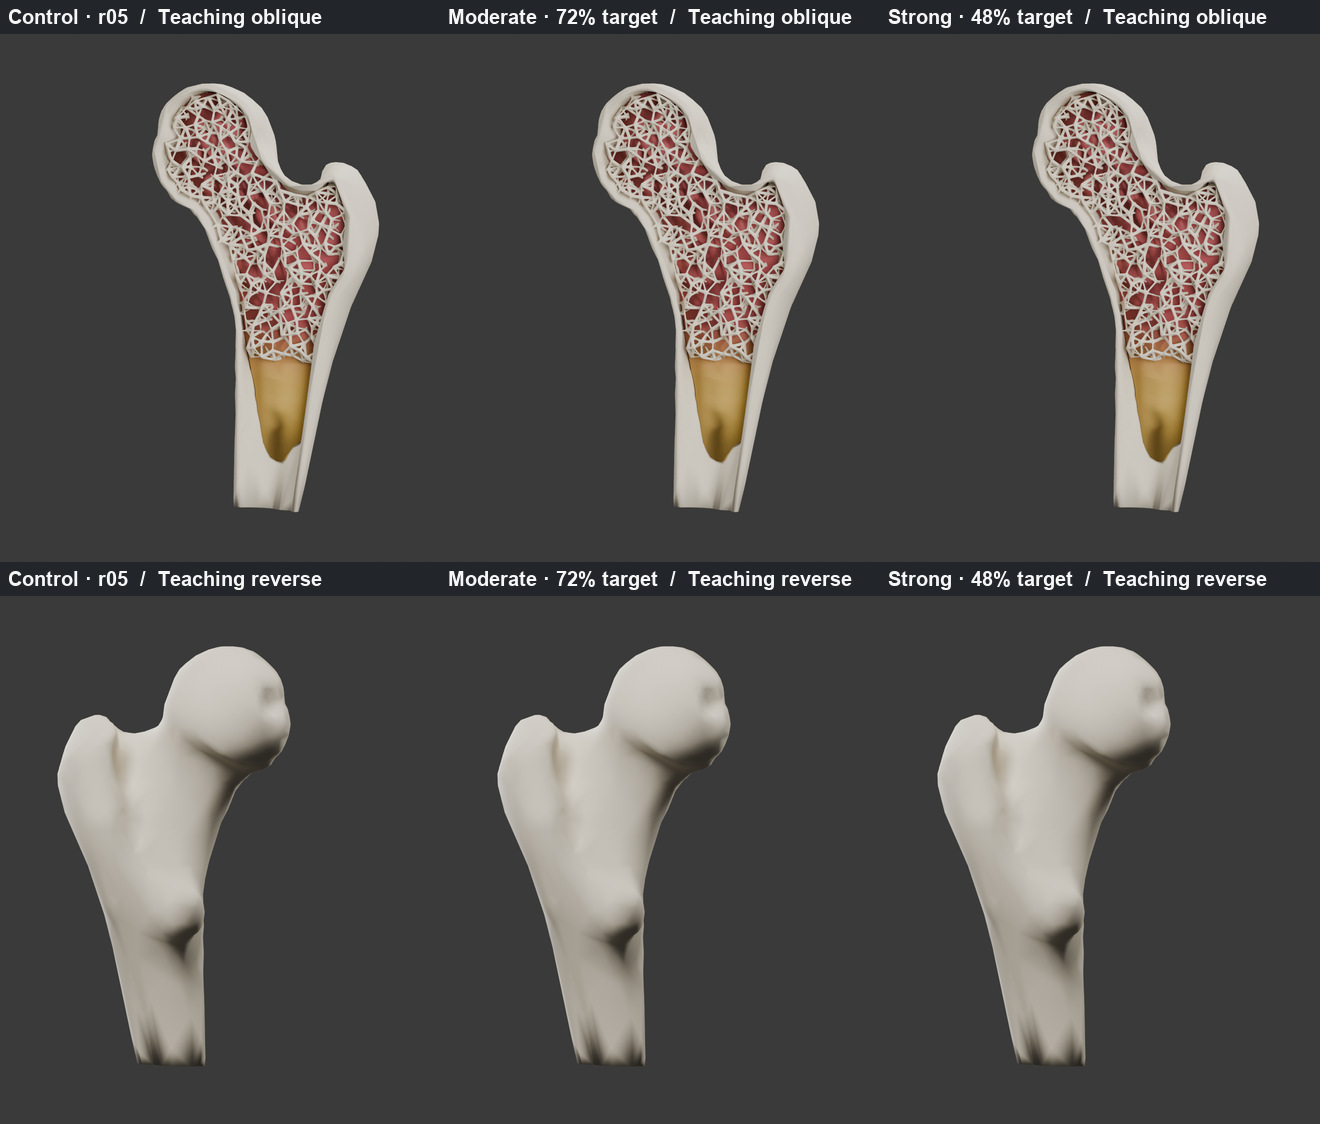 Control · r05 / Teaching oblique
Moderate · 72% target / Teaching oblique
Strong · 48% target / Teaching oblique
Control · r05 / Teaching reverse
Moderate · 72% target / Teaching reverse
Strong · 48% target / Teaching reverse